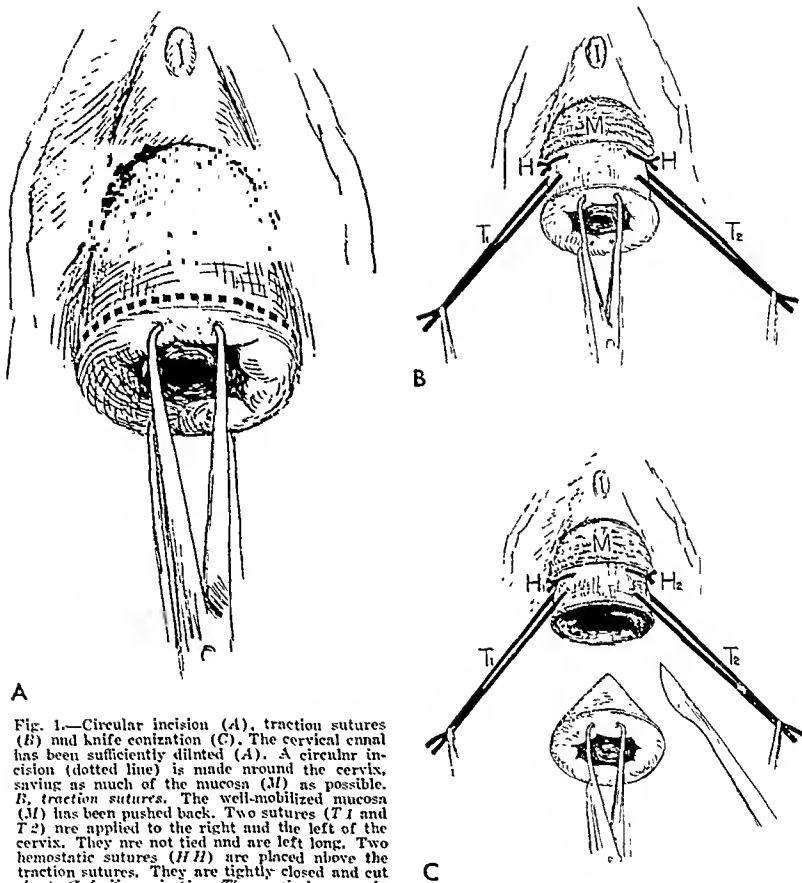 A
M
H
H
T1
T2
B
M
H1
H2
T1
T2
C
Fig. 1.—Circular incision (A), traction sutures
(B) and knife conization (C). The cervical canal
has been sufficiently dilated (A). A circular in-
cision (dotted line) is made around the cervix,
saving as much of the mucosa (M) as possible.
B, traction sutures. The well-mobilized mucosa
(M) has been pushed back. Two sutures (T 1 and
T 2) are applied to the right and the left of the
cervix. They are not tied and are left long. Two
hemostatic sutures (H H) are placed above the
traction sutures. They are tightly closed and cut